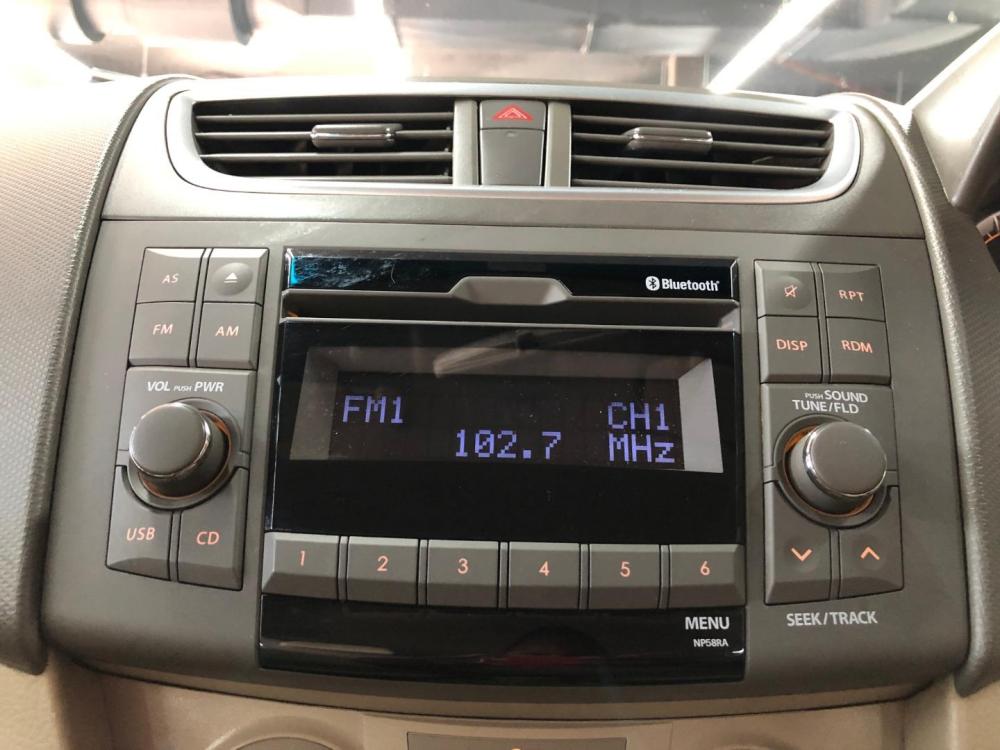 AS
FM AM
VOL PUSH PWR
USB CD
Bluetooth®
FM1 CH1
102.7 MHz
1 2 3 4 5 6
MENU
NP58RA
RPT
DISP RDM
PUSH SOUND
TUNE/FLD
SEEK/TRACK